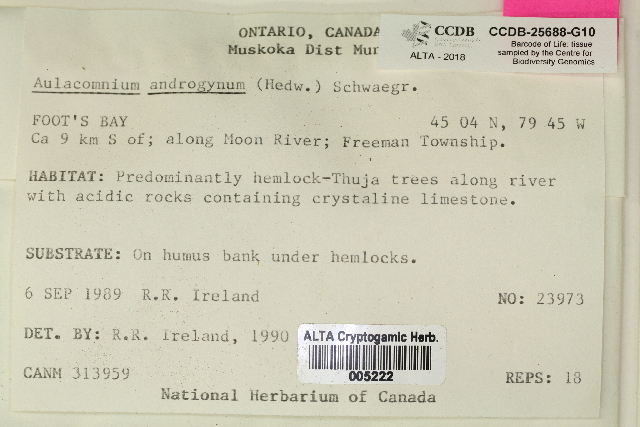 ONTARIO, CANADA
Muskoka Dist Mun
CCDB
ALTA - 2018
CCDB-25688-G10
Barcode of Life: tissue
sampled by the Centre for
Biodiversity Genomics
Aulacomnium androgynum (Hedw.) Schwaegr.
FOOT'S BAY 45 04 N, 79 45 W
Ca 9 km S of; along Moon River; Freeman Township.
HABITAT: Predominantly hemlock-Thuja trees along river
with acidic rocks containing crystaline limestone.
SUBSTRATE: On humus bank under hemlocks.
6 SEP 1989 R.R. Ireland NO: 23973
DET. BY: R.R. Ireland, 1990
ALTA Cryptogamic Herb.
005222
CANM 313959 REPS: 18
National Herbarium of Canada